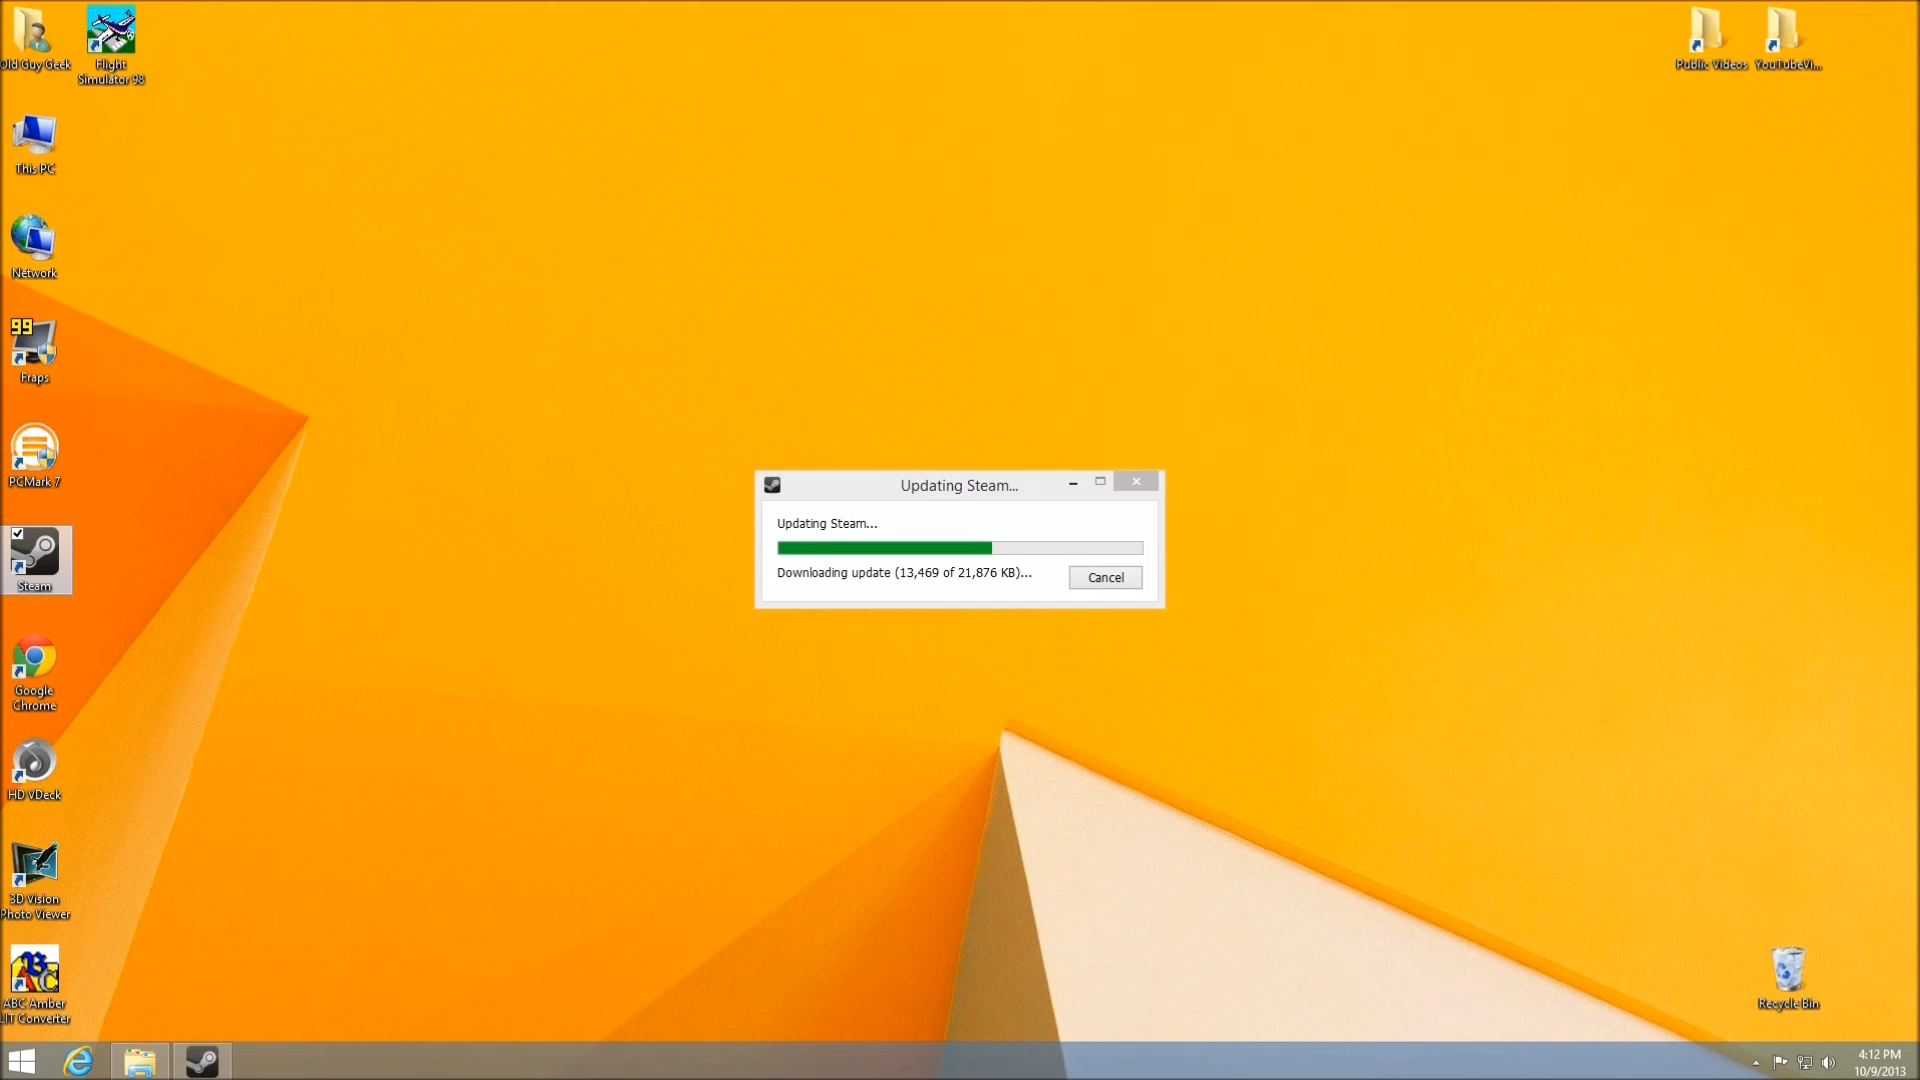 Old Guy Geek
Flight
Simulator 98
Public Videos
YouTubeVi...
This PC
Network
99
Fraps
PCMark 7
Steam
Google
Chrome
HD VDeck
3D Vision
Photo Viewer
ABC Amber
LIT Converter
Updating Steam...
Updating Steam...
Downloading update (13,469 of 21,876 KB)...
Cancel
Recycle Bin
4:12 PM
10/9/2013